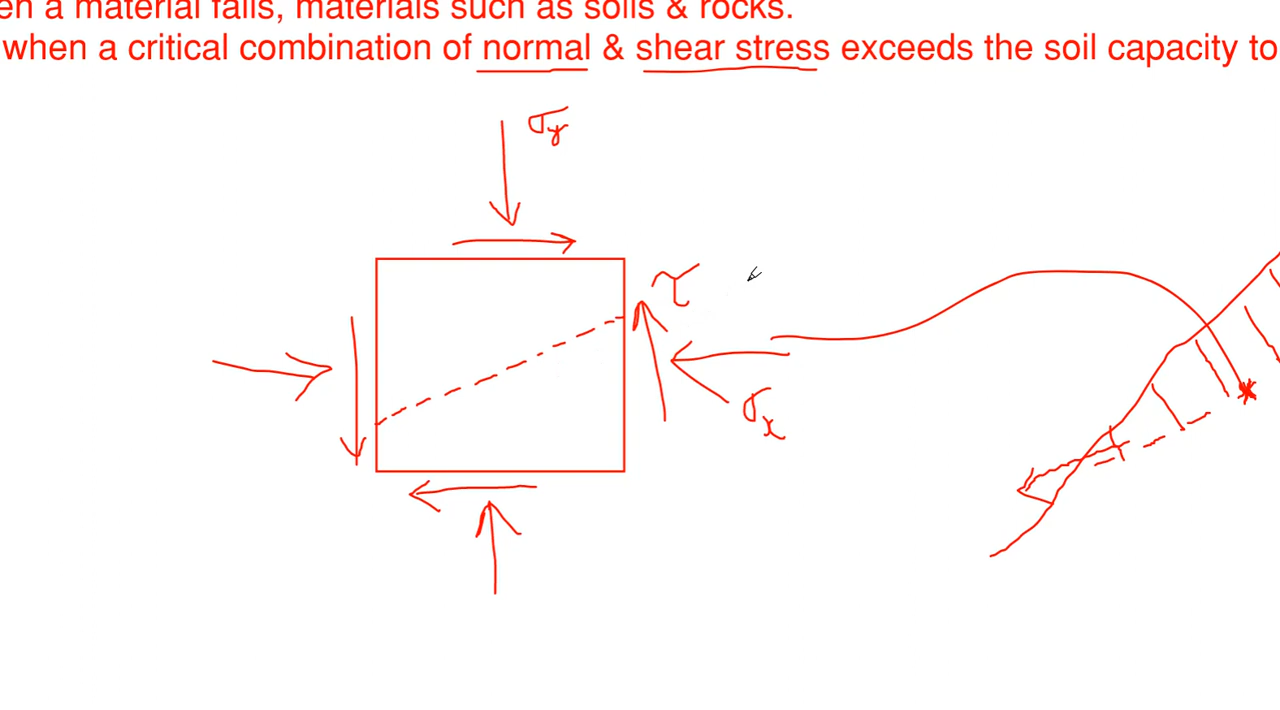 en a material fails, materials such as soils & rocks.
when a critical combination of normal & shear stress exceeds the soil capacity to
σy
τ
σx